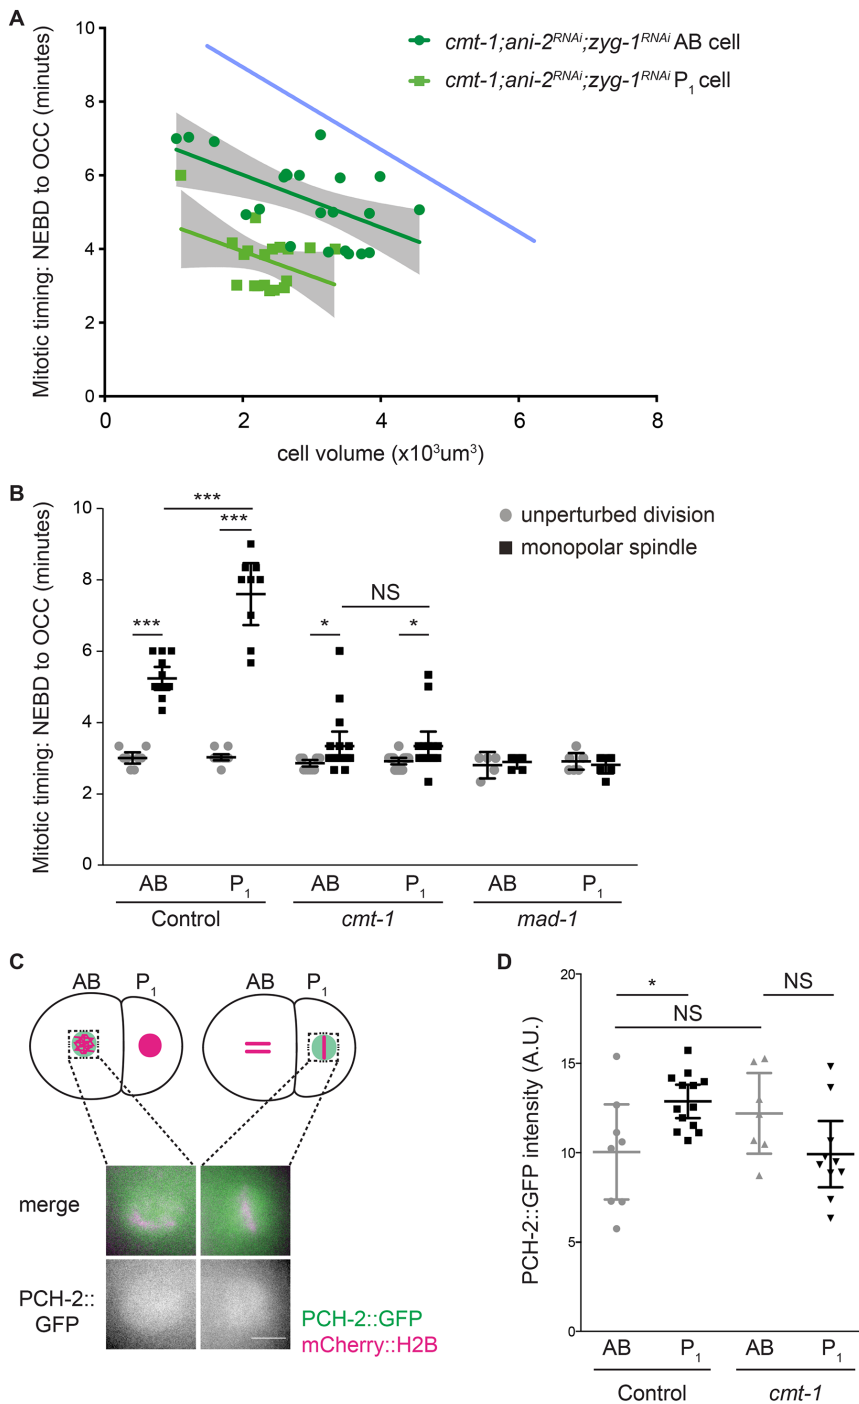 A
cmt-1;ani-2RNAi;zyg-1RNAi AB cell
cmt-1;ani-2RNAi;zyg-1RNAi P1 cell
Mitotic timing: NEBD to OCC (minutes)
10
8
6
4
2
0
0 2 4 6 8
cell volume (x10³um³)
B
unperturbed division
monopolar spindle
Mitotic timing: NEBD to OCC (minutes)
10
8
6
4
2
0
***
***
***
NS
*
*
AB P1 AB P1 AB P1
Control cmt-1 mad-1
C
AB P1 AB P1
merge
PCH-2::
GFP
PCH-2::GFP
mCherry::H2B
D
PCH-2::GFP intensity (A.U.)
20
15
10
5
0
* NS
NS
AB P1 AB P1
Control cmt-1